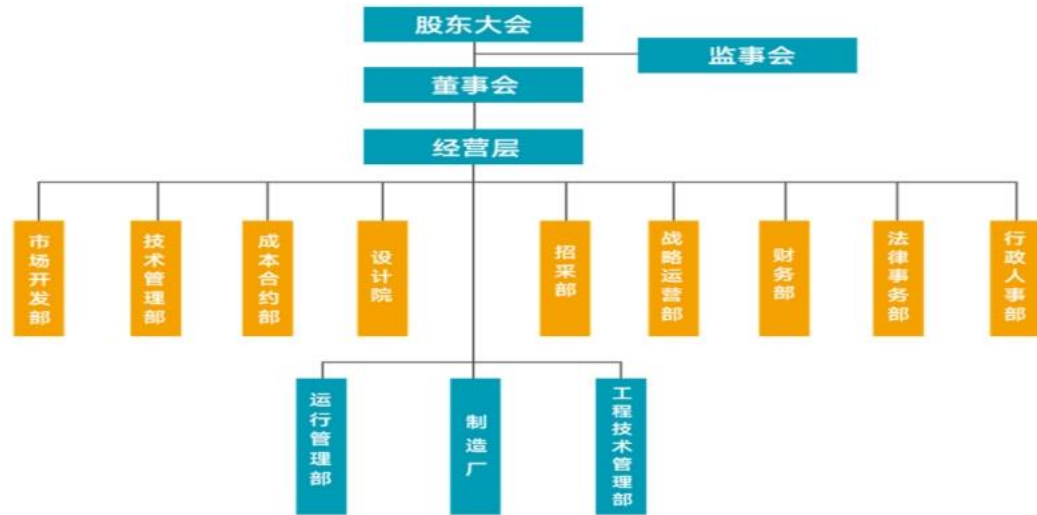 股东大会
监事会
董事会
经营层
市场开发部
技术管理部
成本合约部
设计院
招采部
战略运营部
财务部
法律事务部
行政人事部
运行管理部
制造厂
工程技术管理部